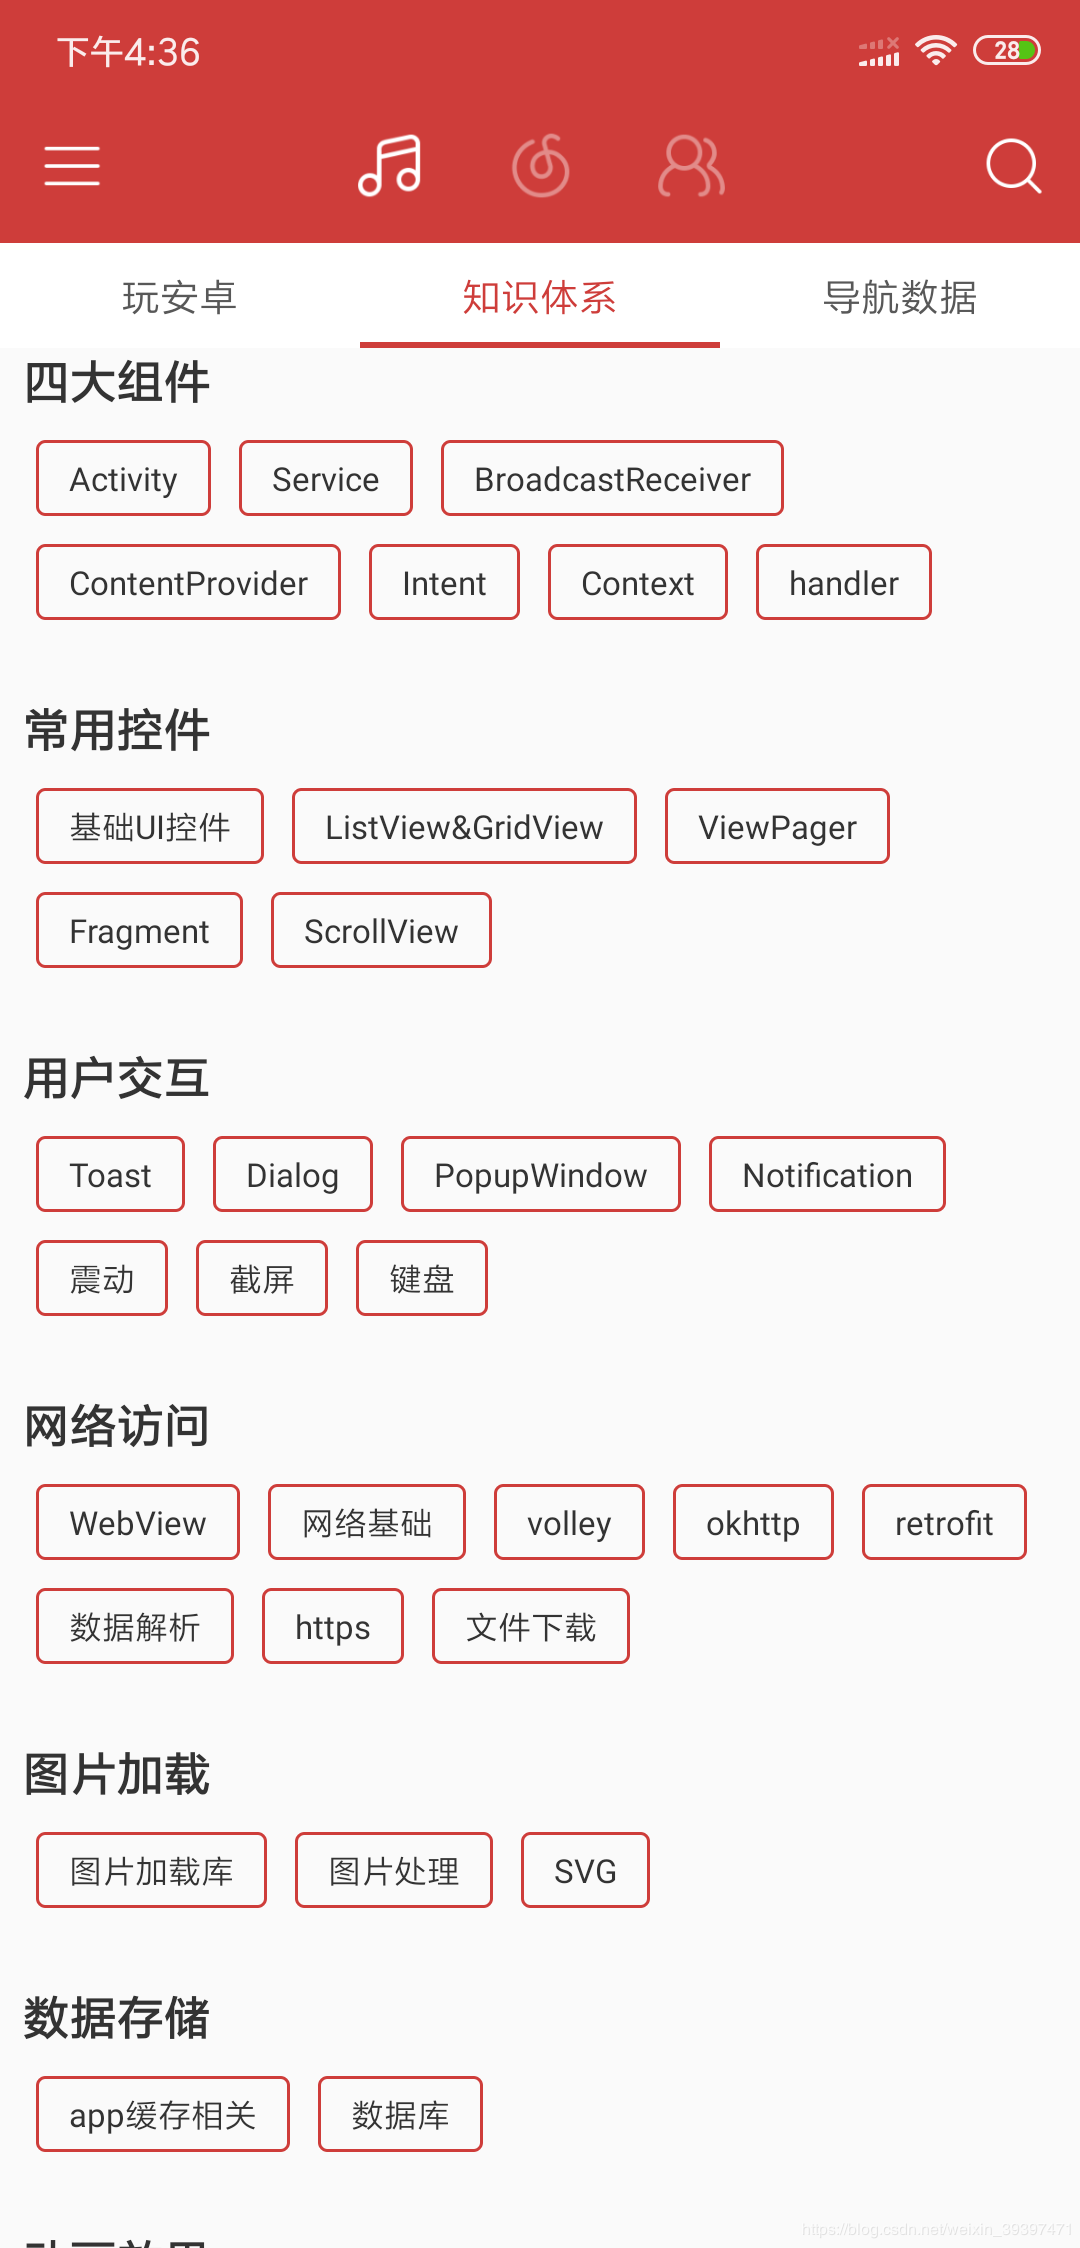 下午4:36
28
玩安卓 知识体系 导航数据
四大组件
Activity Service BroadcastReceiver
ContentProvider Intent Context handler
常用控件
基础UI控件 ListView&GridView ViewPager
Fragment ScrollView
用户交互
Toast Dialog PopupWindow Notification
震动 截屏 键盘
网络访问
WebView 网络基础 volley okhttp retrofit
数据解析 https 文件下载
图片加载
图片加载库 图片处理 SVG
数据存储
app缓存相关 数据库
https://blog.csdn.net/weixin_39397471